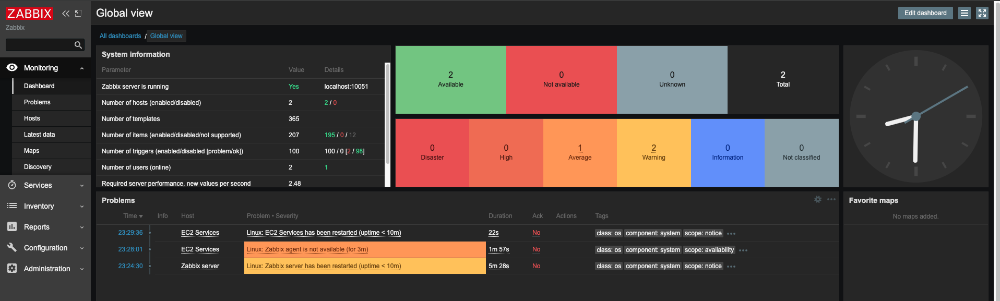 ZABBIX
Zabbix
Monitoring
Dashboard
Problems
Hosts
Latest data
Maps
Discovery
Services
Inventory
Reports
Configuration
Administration
Global view
Edit dashboard
All dashboards / Global view
System information
Parameter Value Details
Zabbix server is running Yes localhost:10051
Number of hosts (enabled/disabled) 2 2 / 0
Number of templates 365
Number of items (enabled/disabled/not supported) 207 195 / 0 / 12
Number of triggers (enabled/disabled [problem/ok]) 100 100 / 0 [2 / 98]
Number of users (online) 2 1
Required server performance, new values per second 2.48
2 0 0 2
Available Not available Unknown Total
0 0 1 2 0 0
Disaster High Average Warning Information Not classified
Problems
Time Info Host Problem • Severity Duration Ack Actions Tags
23:29:36 EC2 Services Linux: EC2 Services has been restarted (uptime < 10m) 22s No class: os component: system scope: notice •••
23:28:01 EC2 Services Linux: Zabbix agent is not available (for 3m) 1m 57s No class: os component: system scope: availability •••
23:24:30 Zabbix server Linux: Zabbix server has been restarted (uptime < 10m) 5m 28s No class: os component: system scope: notice •••
Favorite maps
No maps added.